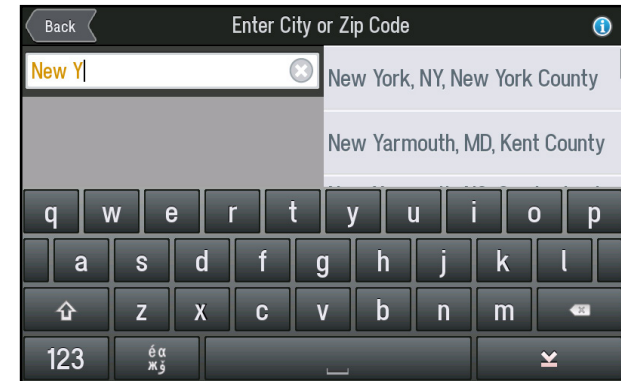 Back
Enter City or Zip Code
i
New Y
New York, NY, New York County
New Yarmouth, MD, Kent County
q w e r t y u i o p
a s d f g h j k l
z x c v b n m
123
éα
жǧ